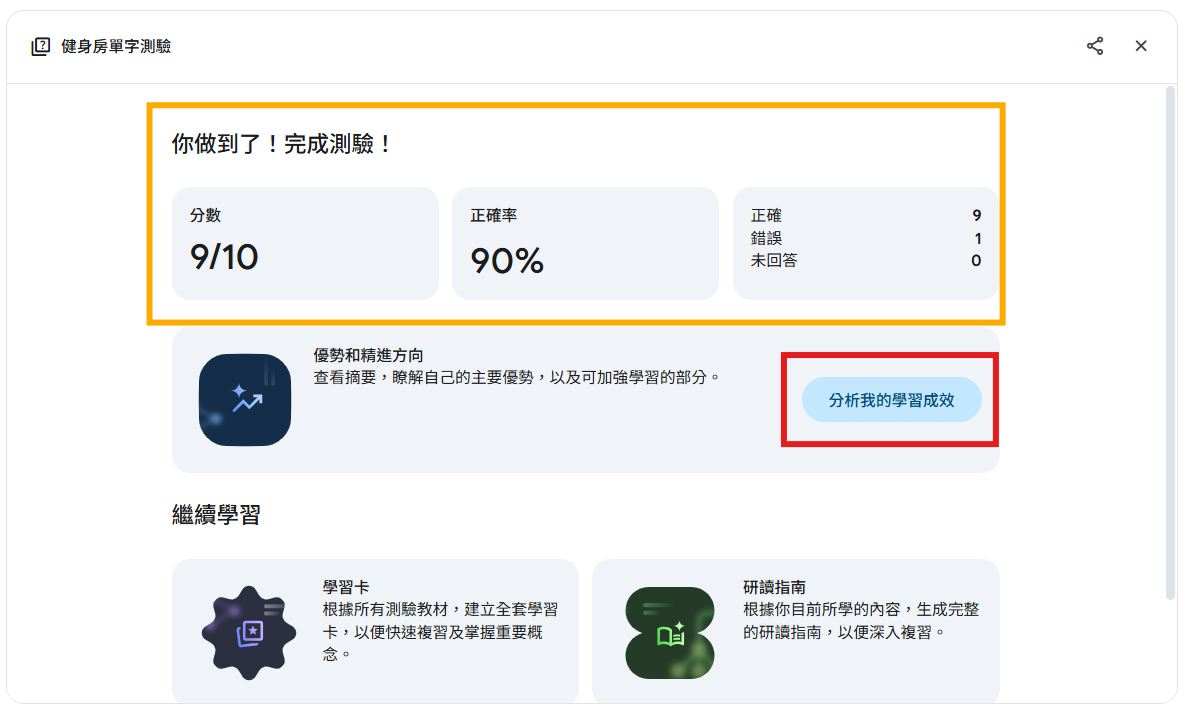 健身房單字測驗
你做到了！完成測驗！
分數
9/10
正確率
90%
正確 9
錯誤 1
未回答 0
優勢和精進方向
查看摘要，瞭解自己的主要優勢，以及可加強學習的部分。
分析我的學習成效
繼續學習
學習卡
根據所有測驗教材，建立全套學習
卡，以便快速複習及掌握重要概
念。
研讀指南
根據你目前所學的內容，生成完整
的研讀指南，以便深入複習。